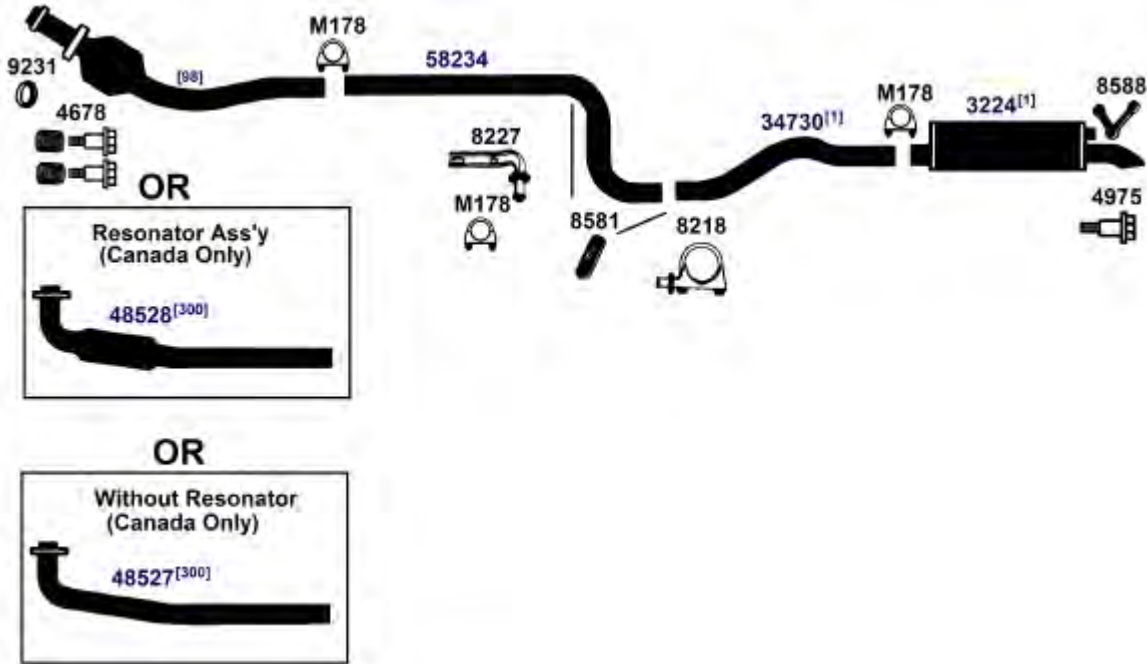 M178
9231
[98]
58234
4678
8227
M178
34730[1]
M178
3224[1]
8588
OR
8581
8218
4975
Resonator Ass'y
(Canada Only)
48528[300]
OR
Without Resonator
(Canada Only)
48527[300]